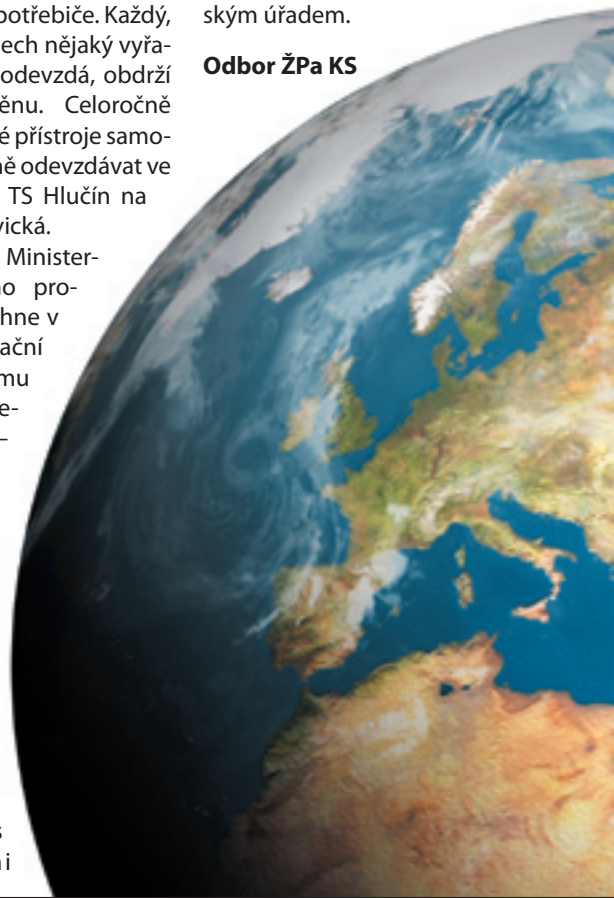 potřebiče. Každý,
ech nějaký vyřa-
odevzdá, obdrží
ěnu. Celoročně
é přístroje samo-
ně odevzdávat ve
TS Hlučín na
vická.
Minister-
o pro-
hne v
ační
mu
e-
–
s
i
ským úřadem.
Odbor ŽPa KS